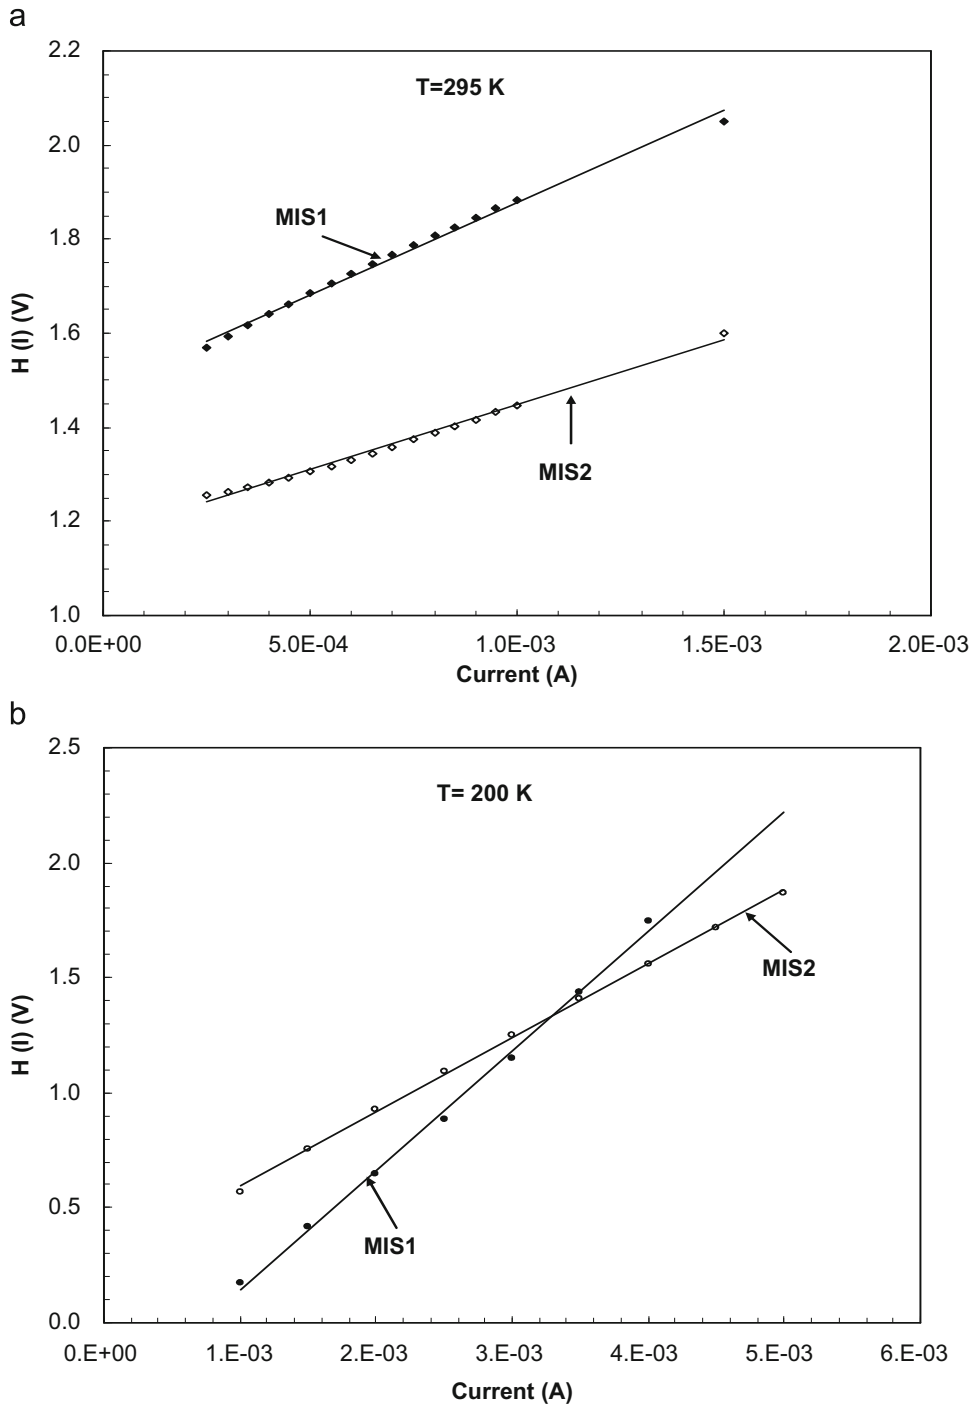 a
2.2
T=295 K
2.0
MIS1
1.8
H (I) (V)
1.6
1.4
MIS2
1.2
1.0
0.0E+00 5.0E-04 1.0E-03 1.5E-03 2.0E-03
Current (A)
b
2.5
T= 200 K
2.0
MIS2
1.5
H (I) (V)
1.0
0.5
MIS1
0.0
0.E+00 1.E-03 2.E-03 3.E-03 4.E-03 5.E-03 6.E-03
Current (A)